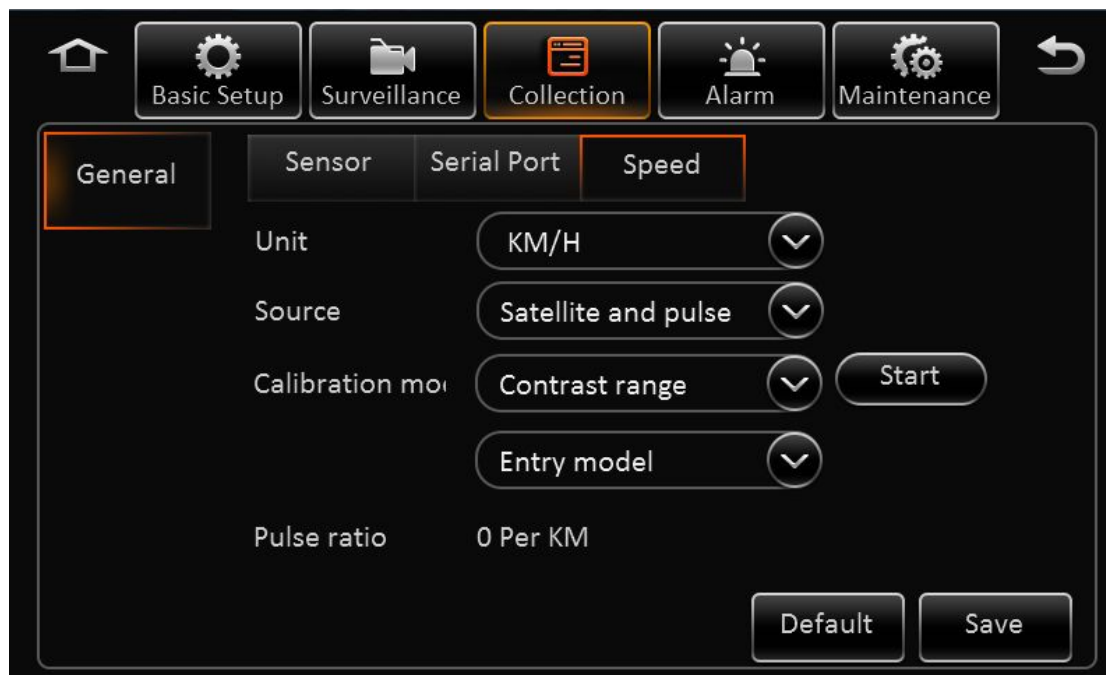 Basic Setup Surveillance Collection Alarm Maintenance
General Sensor Serial Port Speed
Unit KM/H
Source Satellite and pulse
Calibration mo Contrast range Start
Entry model
Pulse ratio 0 Per KM
Default Save